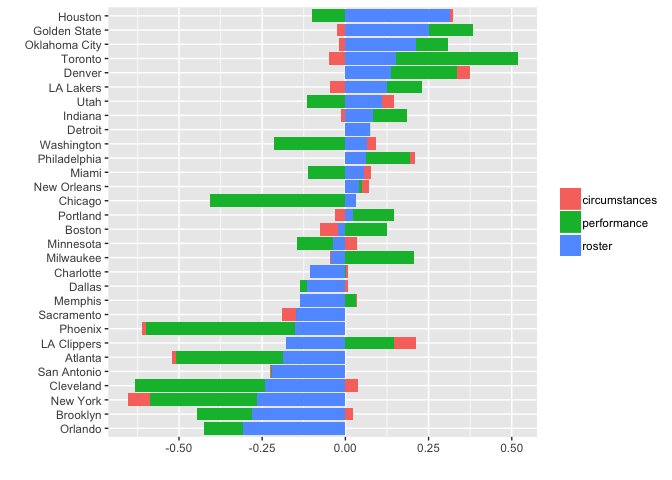 Houston
Golden State
Oklahoma City
Toronto
Denver
LA Lakers
Utah
Indiana
Detroit
Washington
Philadelphia
Miami
New Orleans
Chicago
Portland
Boston
Minnesota
Milwaukee
Charlotte
Dallas
Memphis
Sacramento
Phoenix
LA Clippers
Atlanta
San Antonio
Cleveland
New York
Brooklyn
Orlando
-0.50 -0.25 0.00 0.25 0.50
circumstances
performance
roster